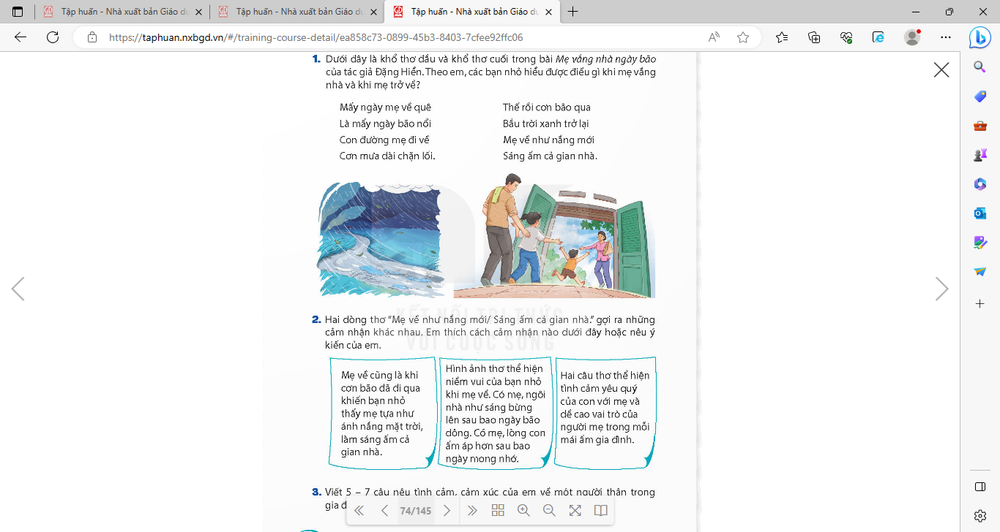 Tập huấn - Nhà xuất bản Giáo dụ
Tập huấn - Nhà xuất bản Giáo dụ
Tập huấn - Nhà xuất bản Giáo dụ
https://taphuan.nxbgd.vn/#/training-course-detail/ea858c73-0899-45b3-8403-7cfee92ffc06
1. Dưới đây là khổ thơ đầu và khổ thơ cuối trong bài Mẹ vắng nhà ngày bão
của tác giả Đặng Hiển. Theo em, các bạn nhỏ hiểu được điều gì khi mẹ vắng
nhà và khi mẹ trở về?
Mấy ngày mẹ về quê
Là mấy ngày bão nổi
Con đường mẹ đi về
Cơn mưa dài chặn lối.
Thế rồi cơn bão qua
Bầu trời xanh trở lại
Mẹ về như nắng mới
Sáng ấm cả gian nhà.
KẾT NỐI TRI THỨC
VỚI CUỘC SỐNG
2. Hai dòng thơ "Mẹ về như nắng mới/ Sáng ấm cả gian nhà." gợi ra những
cảm nhận khác nhau. Em thích cách cảm nhận nào dưới đây hoặc nêu ý
kiến của em.
Mẹ về cũng là khi
cơn bão đã đi qua
khiến bạn nhỏ
thấy mẹ tựa như
ánh nắng mặt trời,
làm sáng ấm cả
gian nhà.
Hình ảnh thơ thể hiện
niềm vui của bạn nhỏ
khi mẹ về. Có mẹ, ngôi
nhà như sáng bừng
lên sau bao ngày bão
dông. Có mẹ, lòng con
ấm áp hơn sau bao
ngày mong nhớ.
Hai câu thơ thể hiện
tình cảm yêu quý
của con với mẹ và
đề cao vai trò của
người mẹ trong mỗi
mái ấm gia đình.
3. Viết 5 – 7 câu nêu tình cảm, cảm xúc của em về một người thân trong
gia đ
74/145